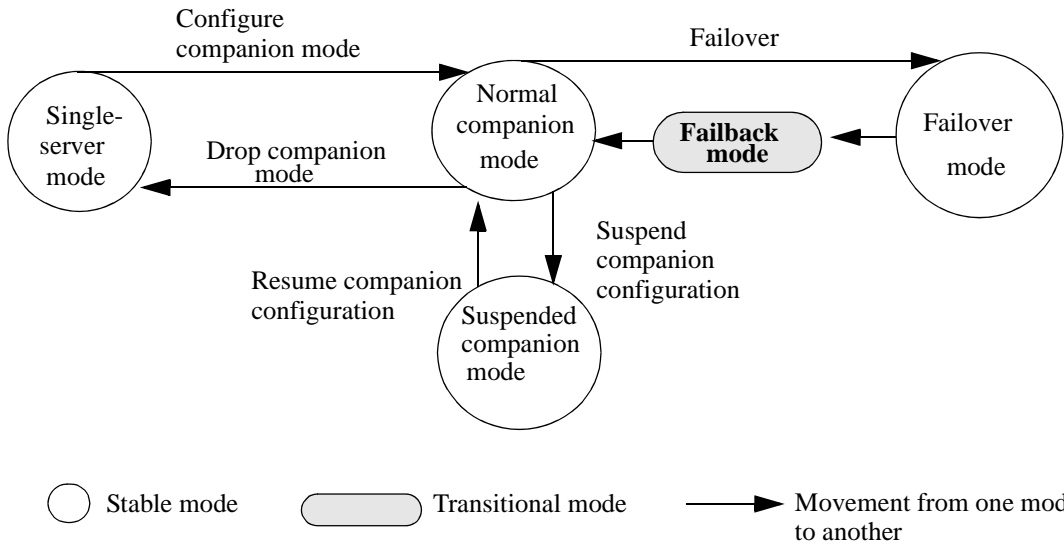 Configure
companion mode
Failover
Single-
server
mode
Normal
companion
mode
Failback
mode
Failover
mode
Drop companion
mode
Suspend
companion
configuration
Resume companion
configuration
Suspended
companion
mode
Stable mode
Transitional mode
Movement from one mod
to another